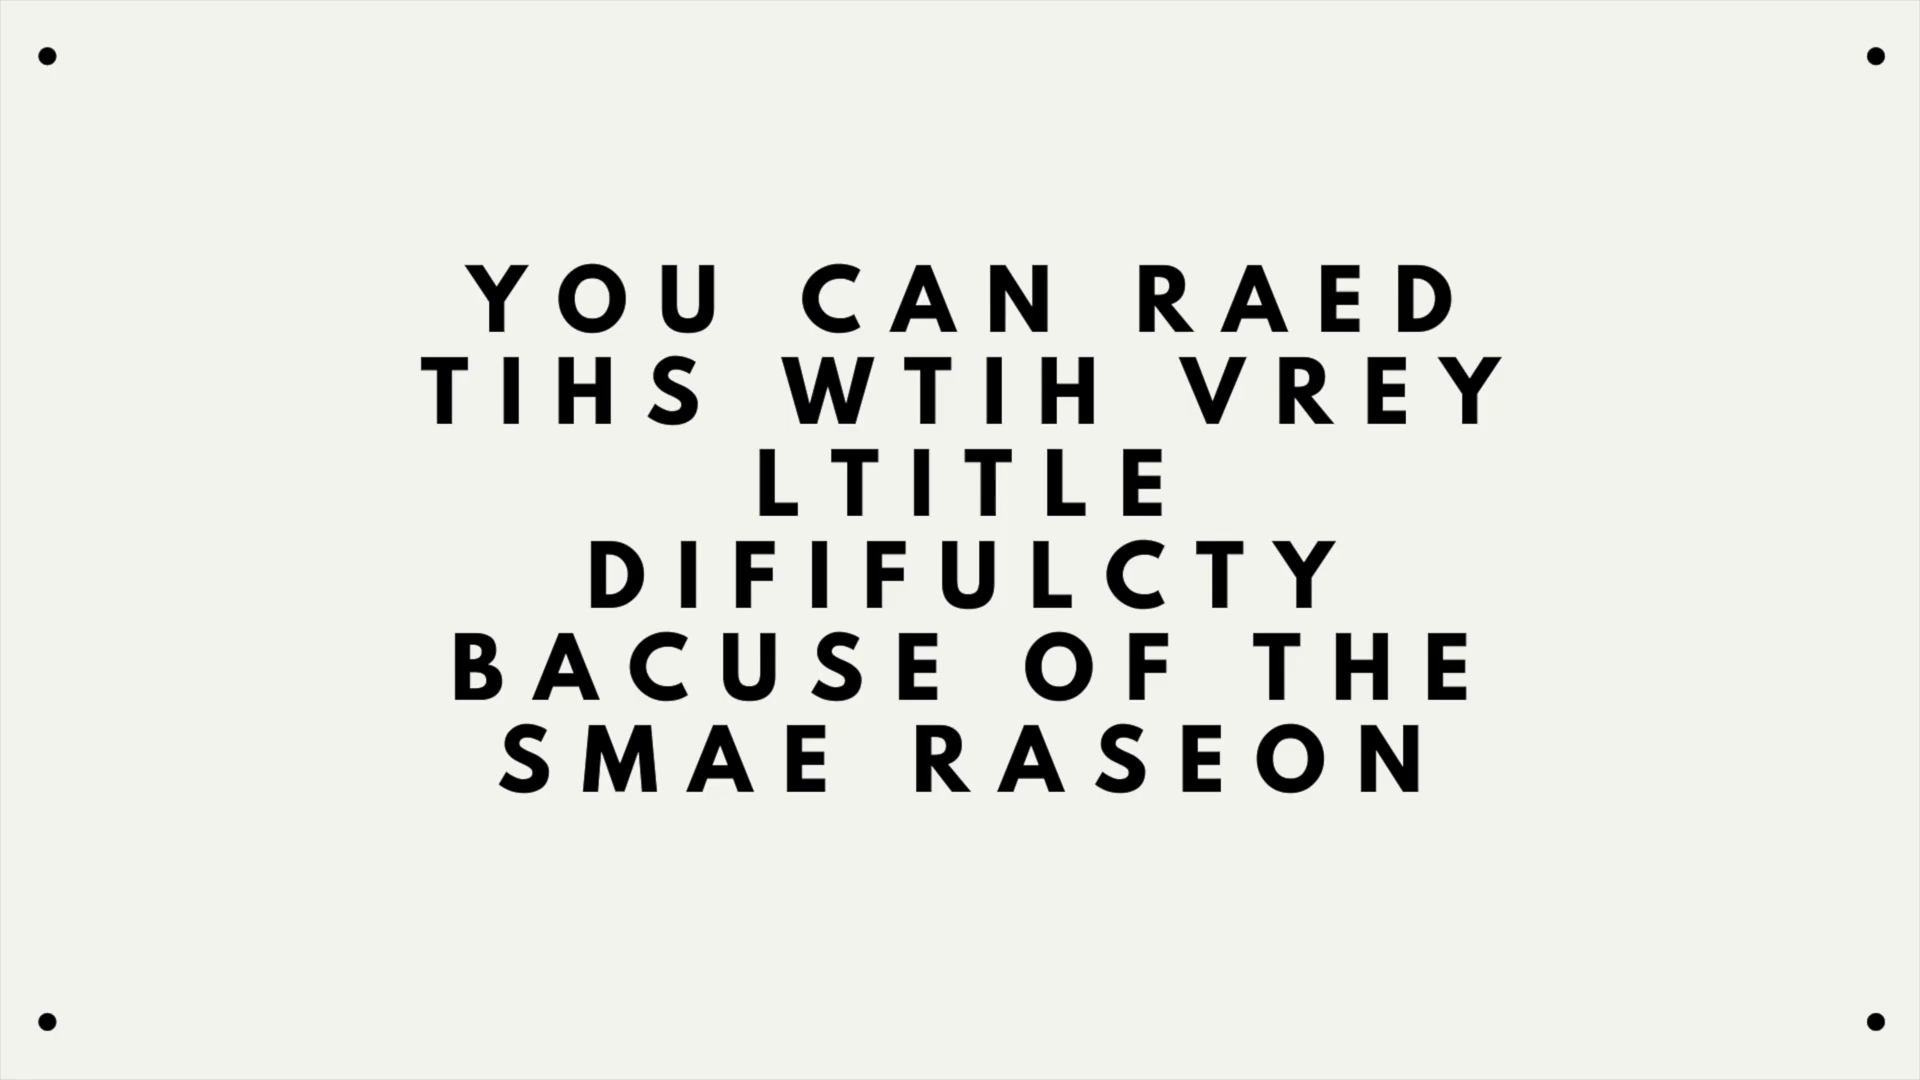 YOU CAN RAED
TIHS WTIH VREY
LTITLE
DIFIFULCTY
BACUSE OF THE
SMAE RASEON